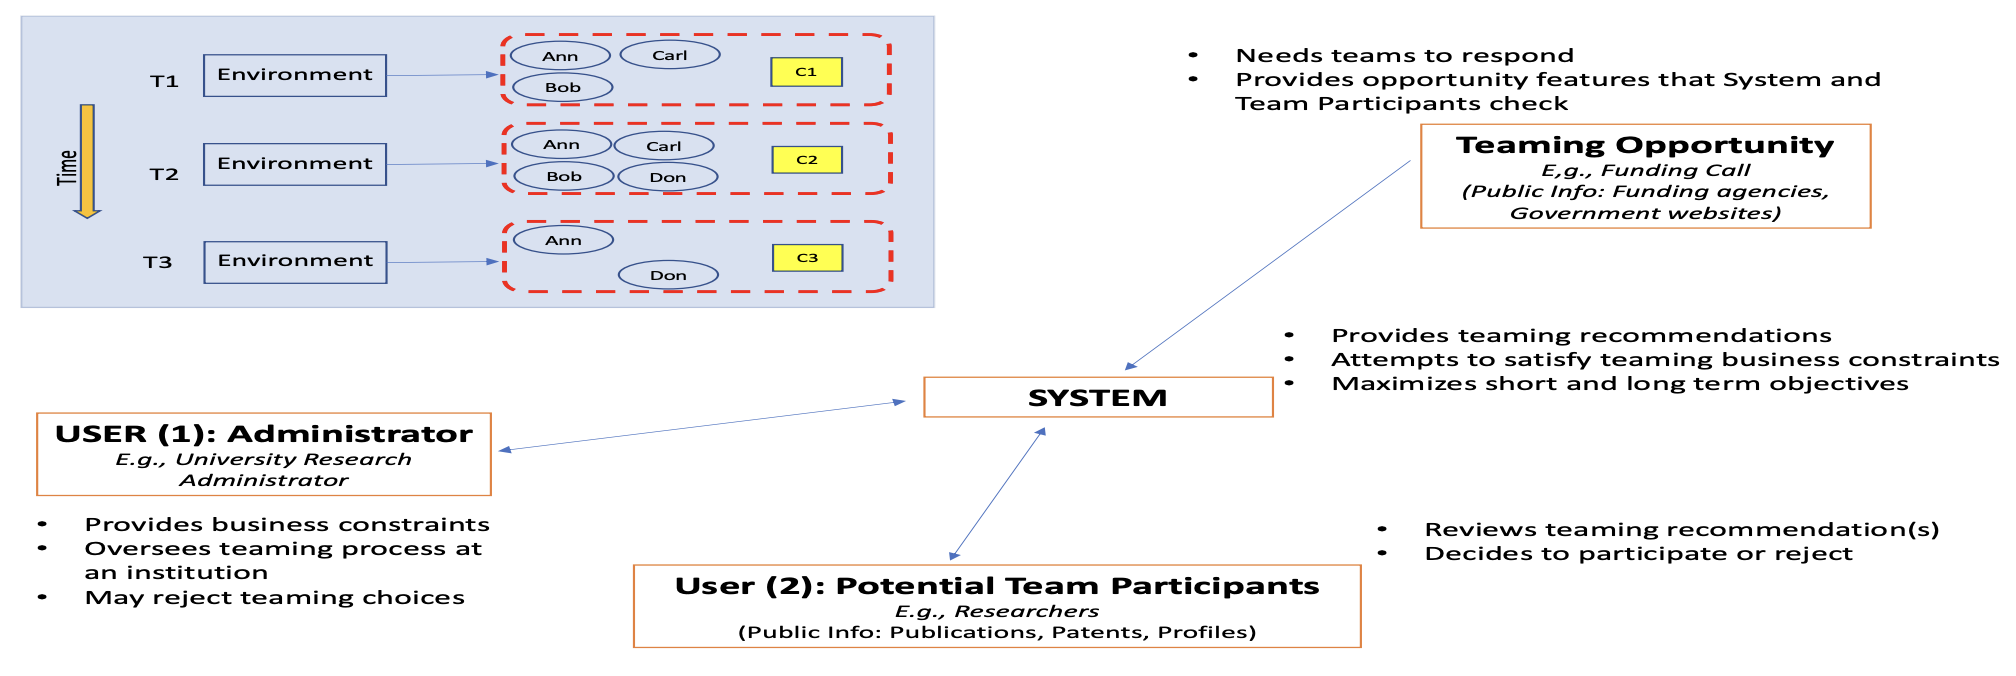 T1
Environment
Ann
Carl
Bob
C1
Time
T2
Environment
Ann
Carl
Bob
Don
C2
T3
Environment
Ann
Don
C3
• Needs teams to respond
• Provides opportunity features that System and
Team Participants check
Teaming Opportunity
E,g., Funding Call
(Public Info: Funding agencies,
Government websites)
• Provides teaming recommendations
• Attempts to satisfy teaming business constraints
• Maximizes short and long term objectives
SYSTEM
USER (1): Administrator
E.g., University Research
Administrator
• Provides business constraints
• Oversees teaming process at
an institution
• May reject teaming choices
• Reviews teaming recommendation(s)
• Decides to participate or reject
User (2): Potential Team Participants
E.g., Researchers
(Public Info: Publications, Patents, Profiles)